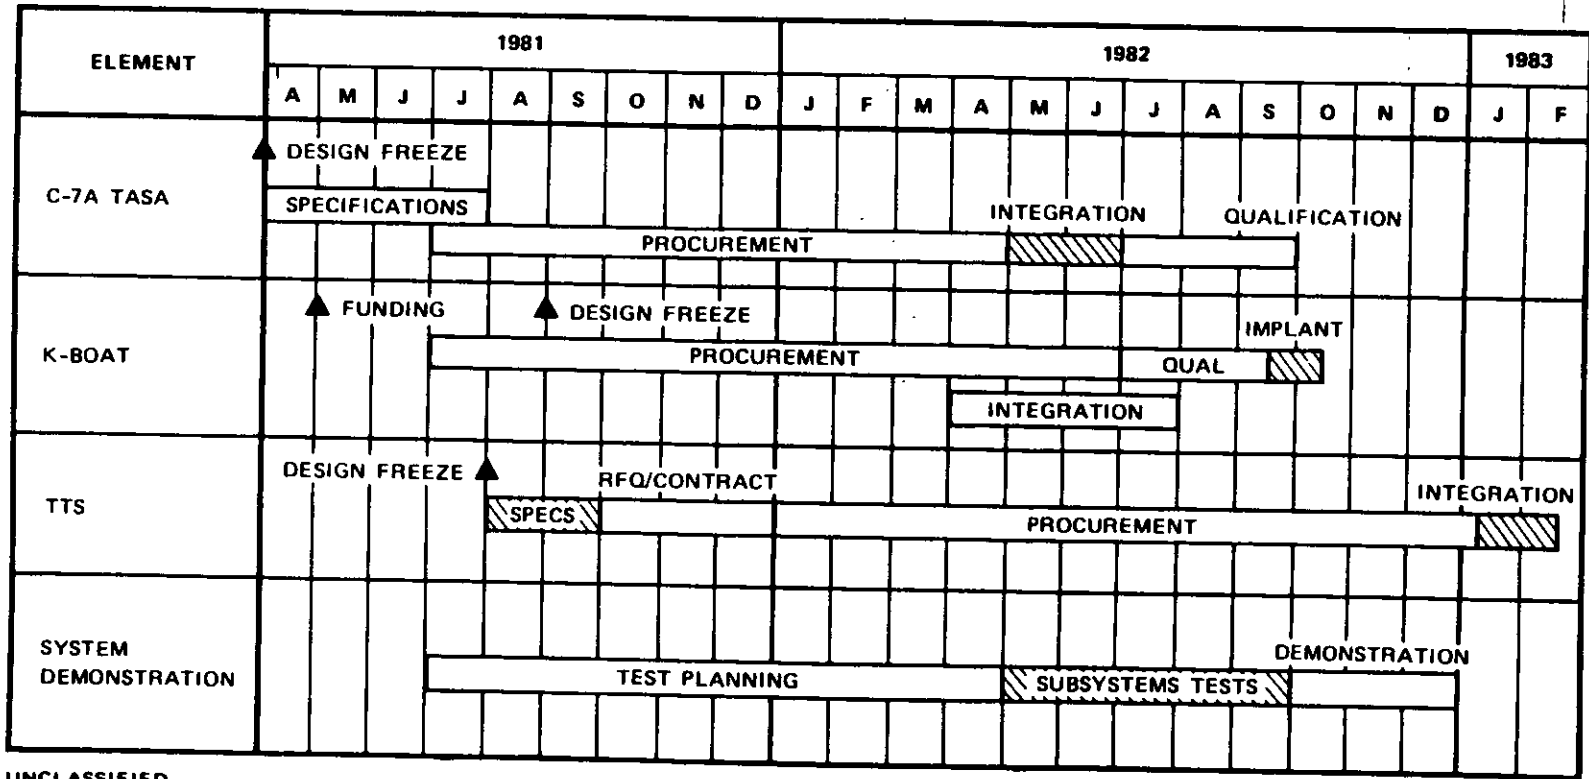 ELEMENT 1981 1982 1983
A M J J A S O N D J F M A M J J A S O N D J F
DESIGN FREEZE
C-7A TASA
SPECIFICATIONS
INTEGRATION QUALIFICATION
PROCUREMENT
FUNDING DESIGN FREEZE
IMPLANT
K-BOAT
PROCUREMENT QUAL
INTEGRATION
DESIGN FREEZE RFQ/CONTRACT INTEGRATION
TTS
SPECS PROCUREMENT
SYSTEM
DEMONSTRATION
DEMONSTRATION
TEST PLANNING SUBSYSTEMS TESTS
UNCLASSIFIED